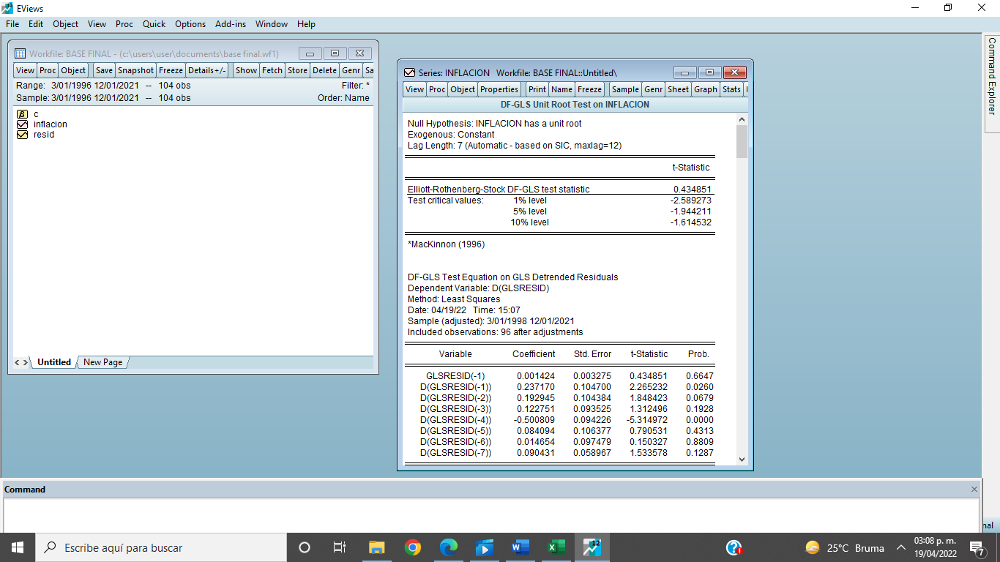 EViews
File Edit Object View Proc Quick Options Add-ins Window Help
Workfile: BASE FINAL - (c:\users\user\documents\base final.wf1)
View Proc Object Save Snapshot Freeze Details+/- Show Fetch Store Delete Genr Sa
Range: 3/01/1996 12/01/2021 -- 104 obs Filter: *
Sample: 3/01/1996 12/01/2021 -- 104 obs Order: Name
β c
inflacion
resid
Untitled New Page
Series: INFLACION Workfile: BASE FINAL::Untitled\
View Proc Object Properties Print Name Freeze Sample Genr Sheet Graph Stats
DF-GLS Unit Root Test on INFLACION
Null Hypothesis: INFLACION has a unit root
Exogenous: Constant
Lag Length: 7 (Automatic - based on SIC, maxlag=12)
t-Statistic
Elliott-Rothenberg-Stock DF-GLS test statistic 0.434851
Test critical values: 1% level -2.589273
5% level -1.944211
10% level -1.614532
*MacKinnon (1996)
DF-GLS Test Equation on GLS Detrended Residuals
Dependent Variable: D(GLSRESID)
Method: Least Squares
Date: 04/19/22 Time: 15:07
Sample (adjusted): 3/01/1998 12/01/2021
Included observations: 96 after adjustments
Variable Coefficient Std. Error t-Statistic Prob.
GLSRESID(-1) 0.001424 0.003275 0.434851 0.6647
D(GLSRESID(-1)) 0.237170 0.104700 2.265232 0.0260
D(GLSRESID(-2)) 0.192945 0.104384 1.848423 0.0679
D(GLSRESID(-3)) 0.122751 0.093525 1.312496 0.1928
D(GLSRESID(-4)) -0.500809 0.094226 -5.314972 0.0000
D(GLSRESID(-5)) 0.084094 0.106377 0.790531 0.4313
D(GLSRESID(-6)) 0.014654 0.097479 0.150327 0.8809
D(GLSRESID(-7)) 0.090431 0.058967 1.533578 0.1287
Command Explorer
Command
nal
Escribe aquí para buscar
W
X
12
25°C Bruma
03:08 p. m.
19/04/2022
7